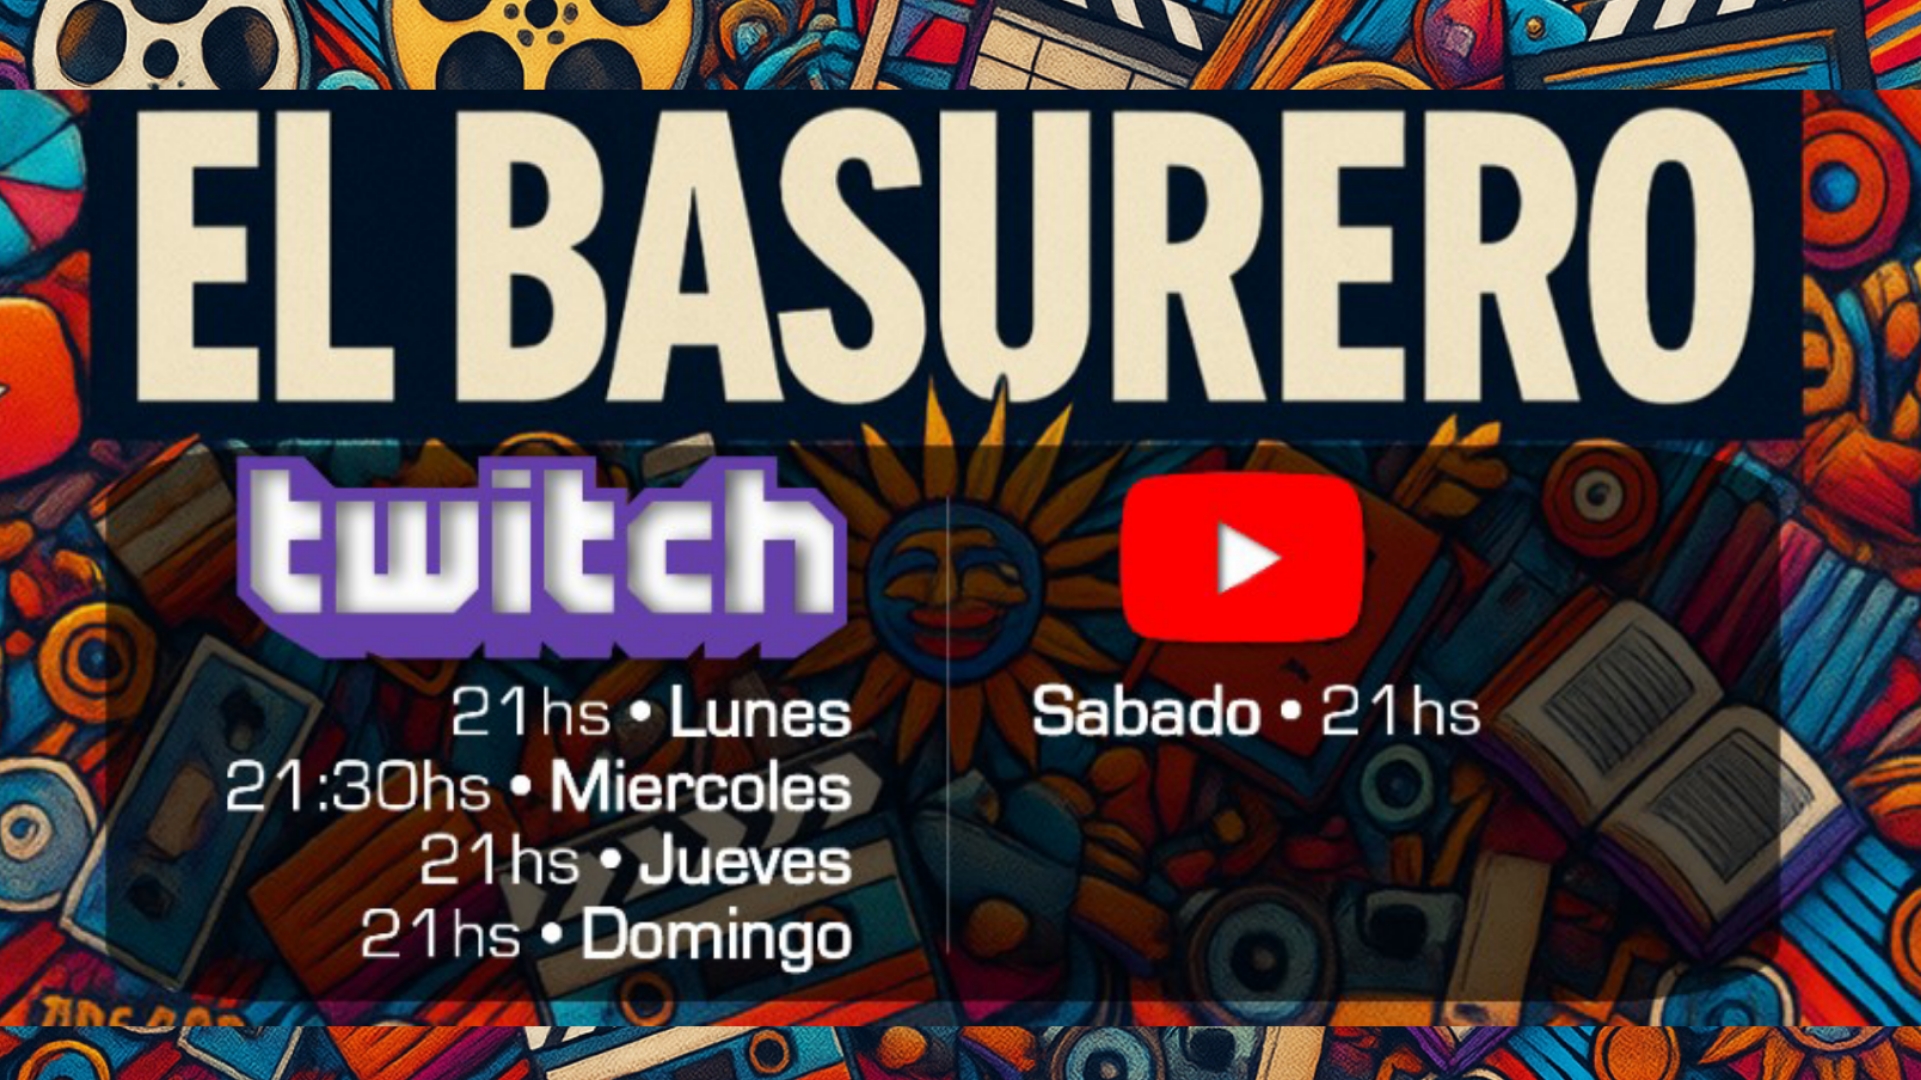 EL BASURERO
twitch
21hs • Lunes
21:30hs • Miercoles
21hs • Jueves
21hs • Domingo
Sabado • 21hs